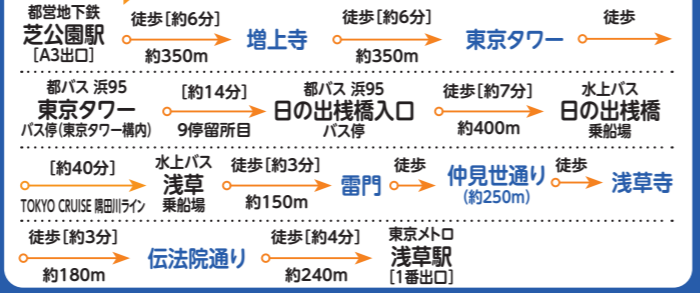 都営地下鉄
芝公園駅
[A3出口]
徒歩[約6分]
約350m
増上寺
徒歩[約6分]
約350m
東京タワー
徒歩
都バス 浜95
東京タワー
バス停(東京タワー構内)
[約14分]
9停留所目
都バス 浜95
日の出桟橋入口
バス停
徒歩[約7分]
約400m
水上バス
日の出桟橋
乗船場
[約40分]
TOKYO CRUISE 隅田川ライン
水上バス
浅草
乗船場
徒歩[約3分]
約150m
雷門
徒歩
仲見世通り
(約250m)
徒歩
浅草寺
徒歩[約3分]
約180m
伝法院通り
徒歩[約4分]
約240m
東京メトロ
浅草駅
[1番出口]